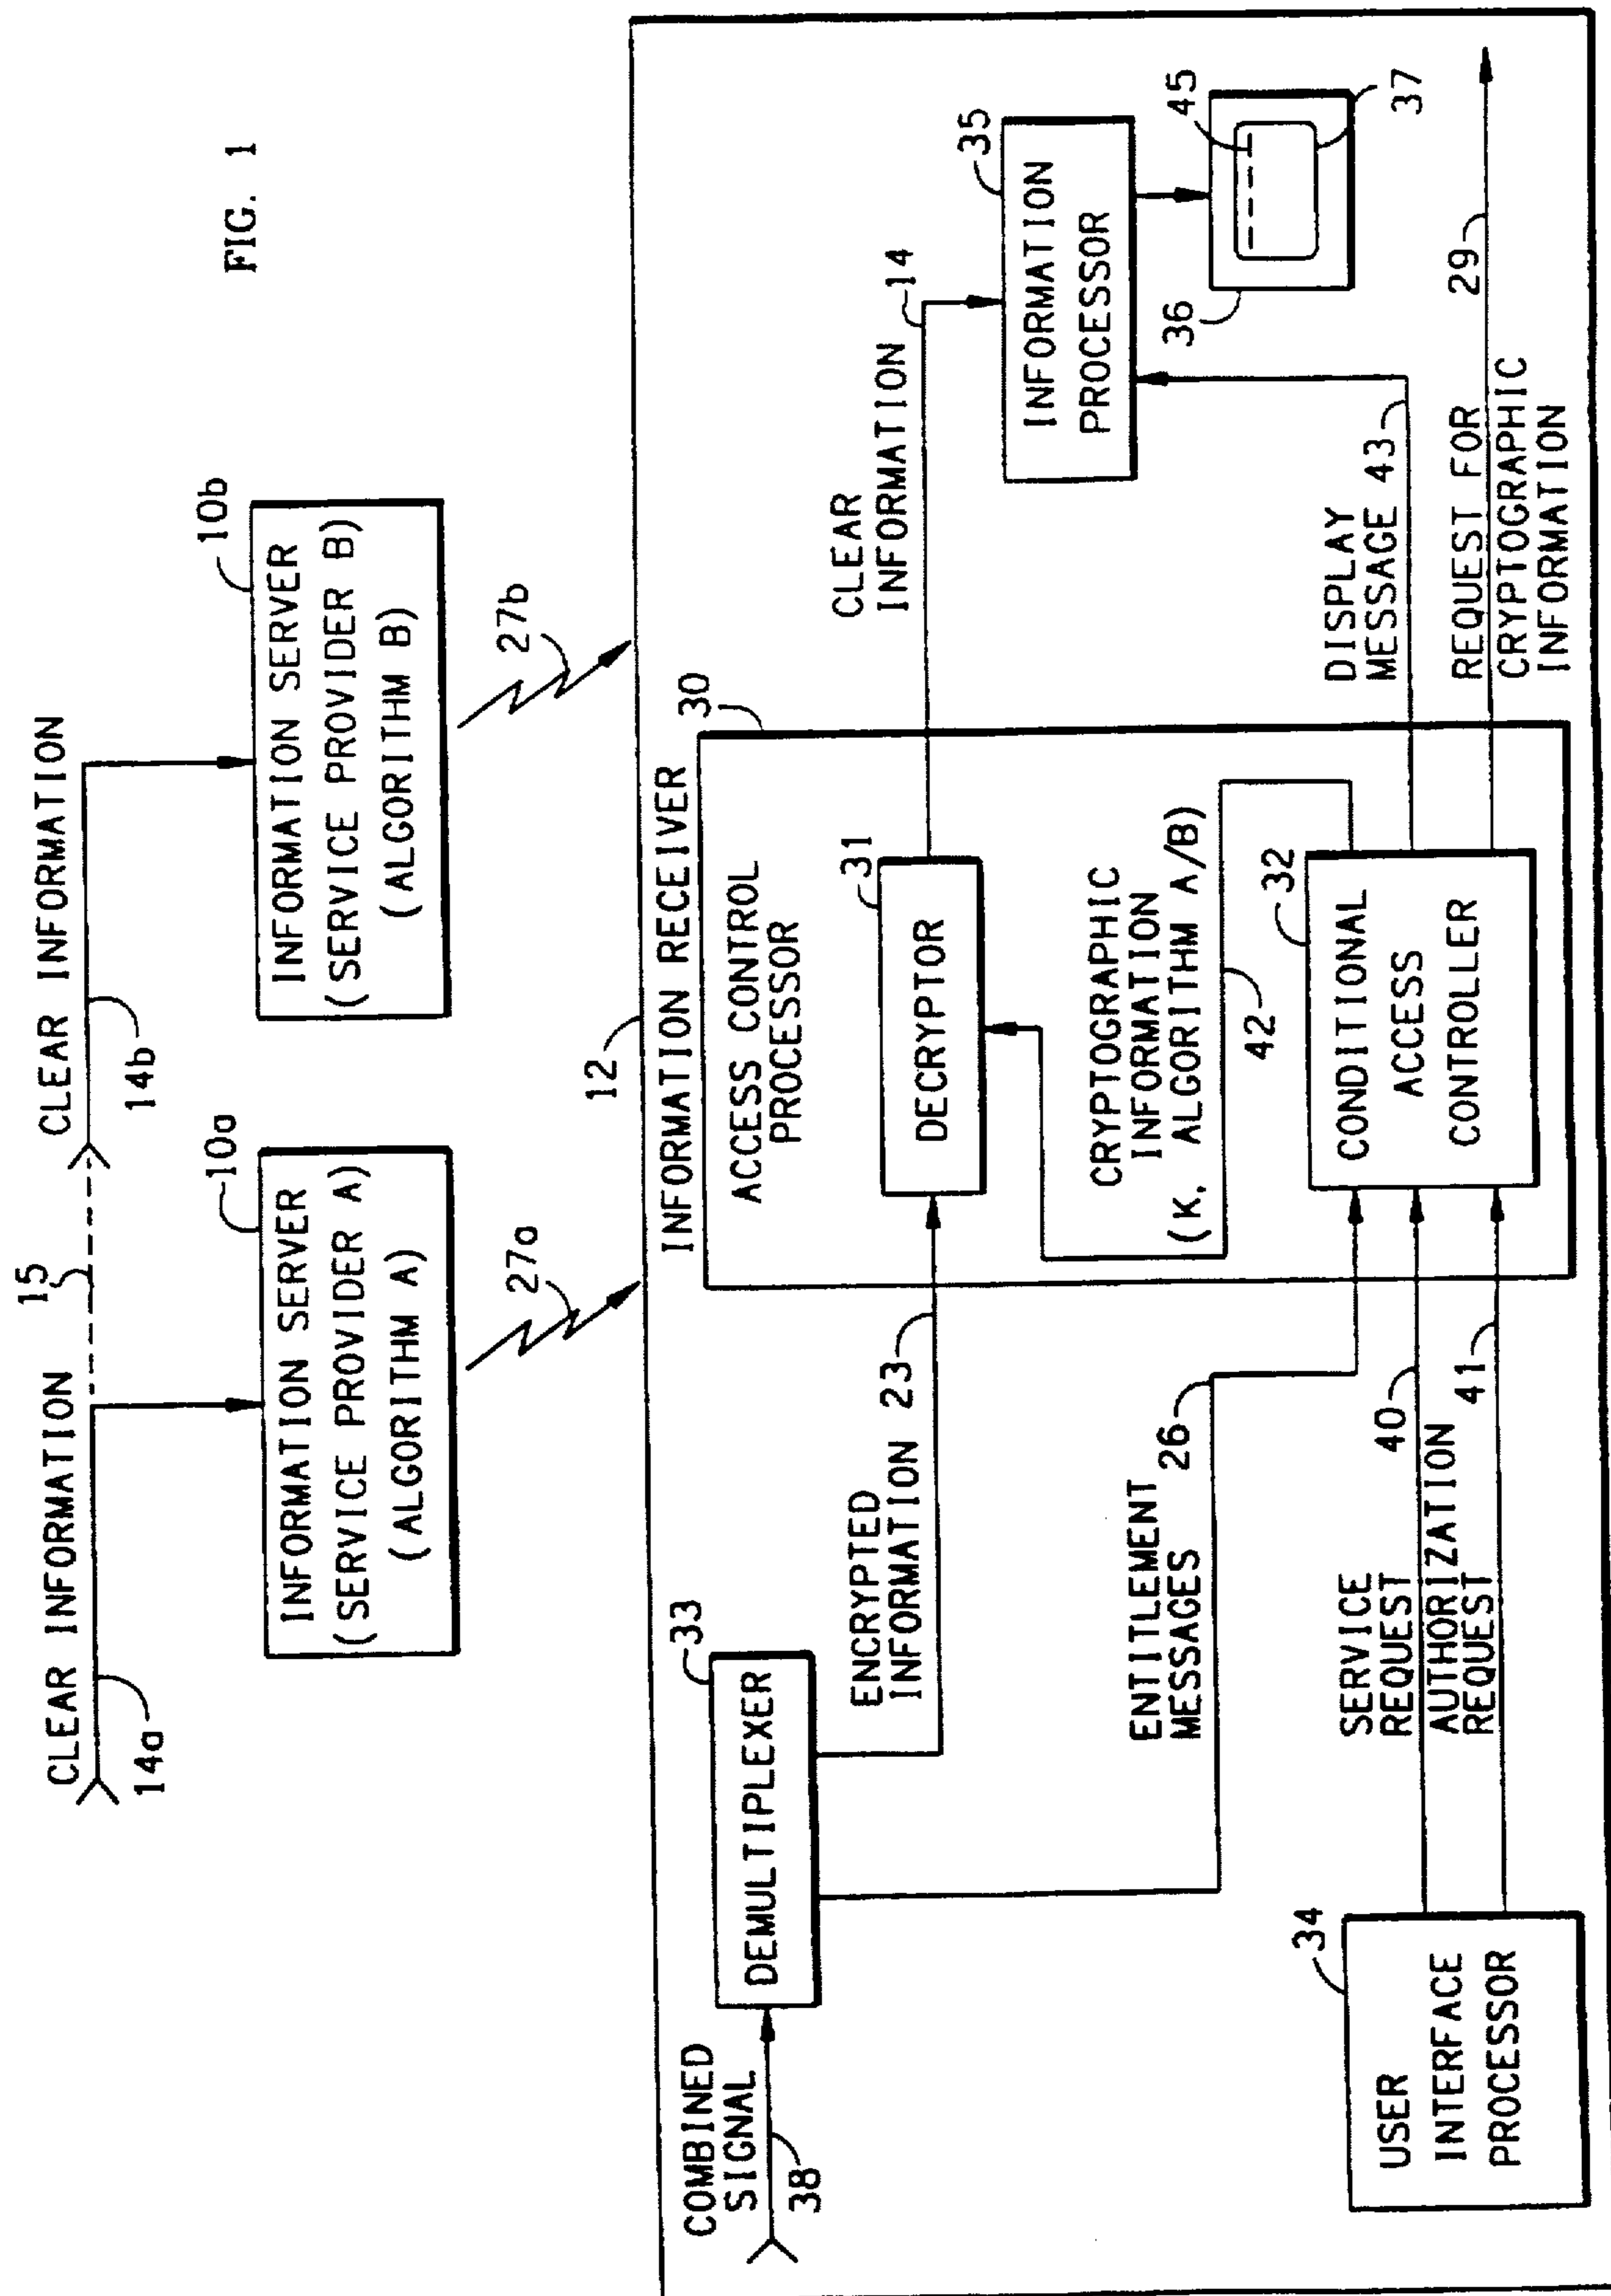 FIG. 1
CLEAR INFORMATION
14a
15
CLEAR INFORMATION
14b
10a
INFORMATION SERVER
(SERVICE PROVIDER A)
(ALGORITHM A)
27a
10b
INFORMATION SERVER
(SERVICE PROVIDER B)
(ALGORITHM B)
27b
12
INFORMATION RECEIVER
30
ACCESS CONTROL
PROCESSOR
COMBINED
SIGNAL
38
33
DEMULTIPLEXER
ENCRYPTED
INFORMATION 23
31
DECRYPTOR
CLEAR
INFORMATION
14
35
INFORMATION
PROCESSOR
36
45
37
ENTITLEMENT
MESSAGES
26
CRYPTOGRAPHIC
INFORMATION
(K, ALGORITHM A/B)
42
32
CONDITIONAL
ACCESS
CONTROLLER
34
USER
INTERFACE
PROCESSOR
SERVICE
REQUEST
40
AUTHORIZATION
REQUEST
41
DISPLAY
MESSAGE 43
REQUEST FOR
CRYPTOGRAPHIC
INFORMATION
29